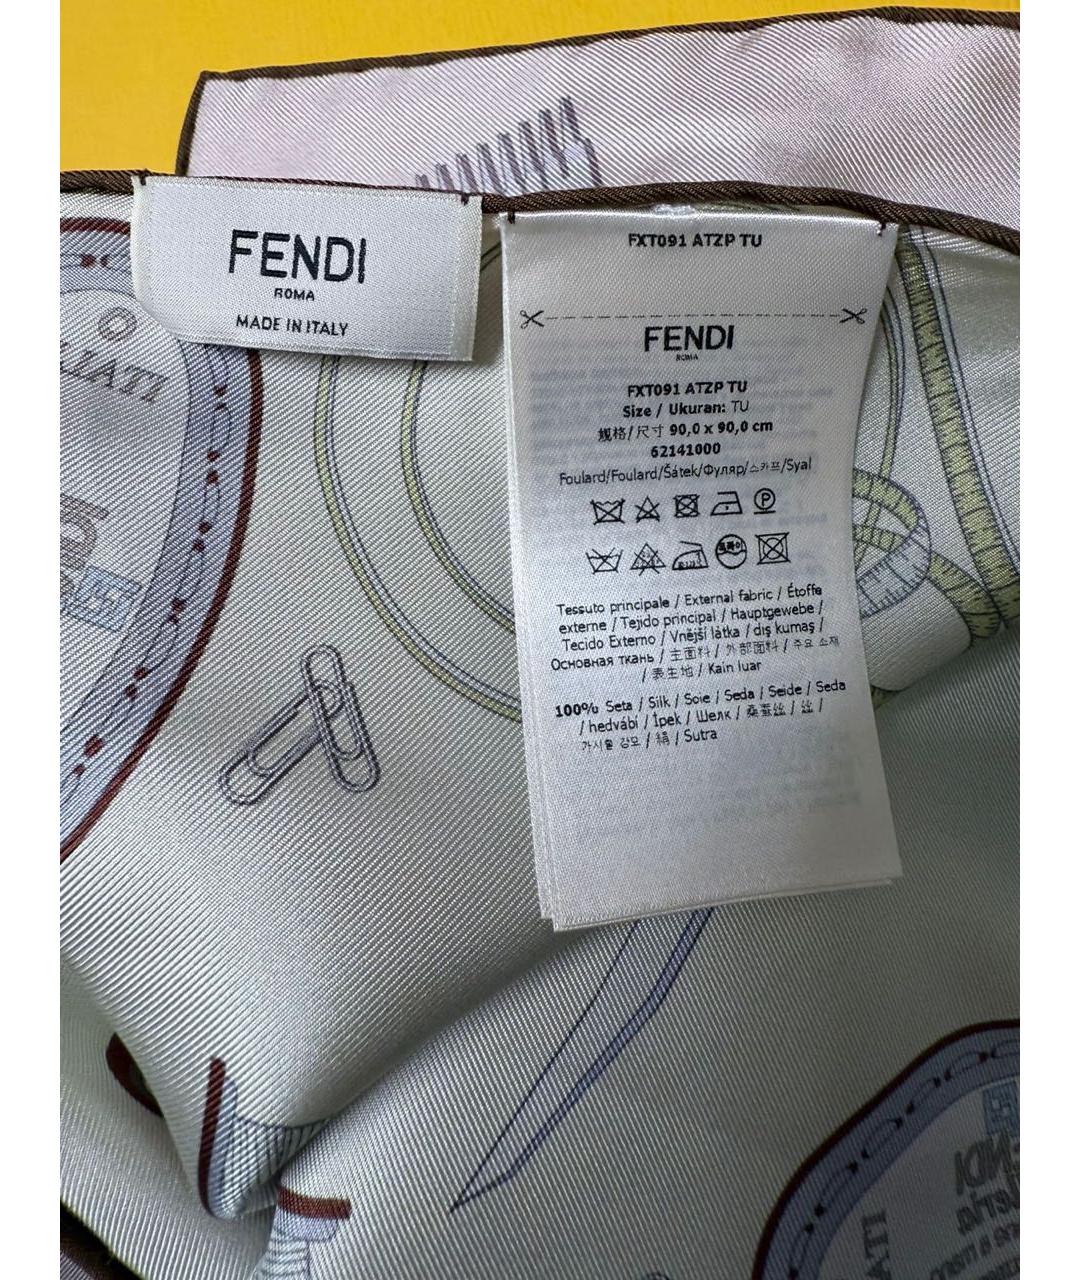 FENDI
ROMA
MADE IN ITALY
FXT091 ATZP TU
FENDI
ROMA
FXT091 ATZP TU
Size / Ukuran: TU
规格/尺寸 90,0 x 90,0 cm
62141000
Foulard/Foulard/Šátek/Фуляр/스카프/Syal
Tessuto principale / External fabric / Étoffe
externe / Tejido principal / Hauptgewebe /
Tecido Externo / Vnější látka / dış kumaş /
Основная ткань / 主面料 / 外部面料 / 주요 소재
/ 表生地 / Kain luar
100% Seta / Silk / Soie / Seda / Seide / Seda
/ hedvábí / İpek / Шелк / 桑蚕丝 / 丝 /
가시울 강모 / 絹 / Sutra